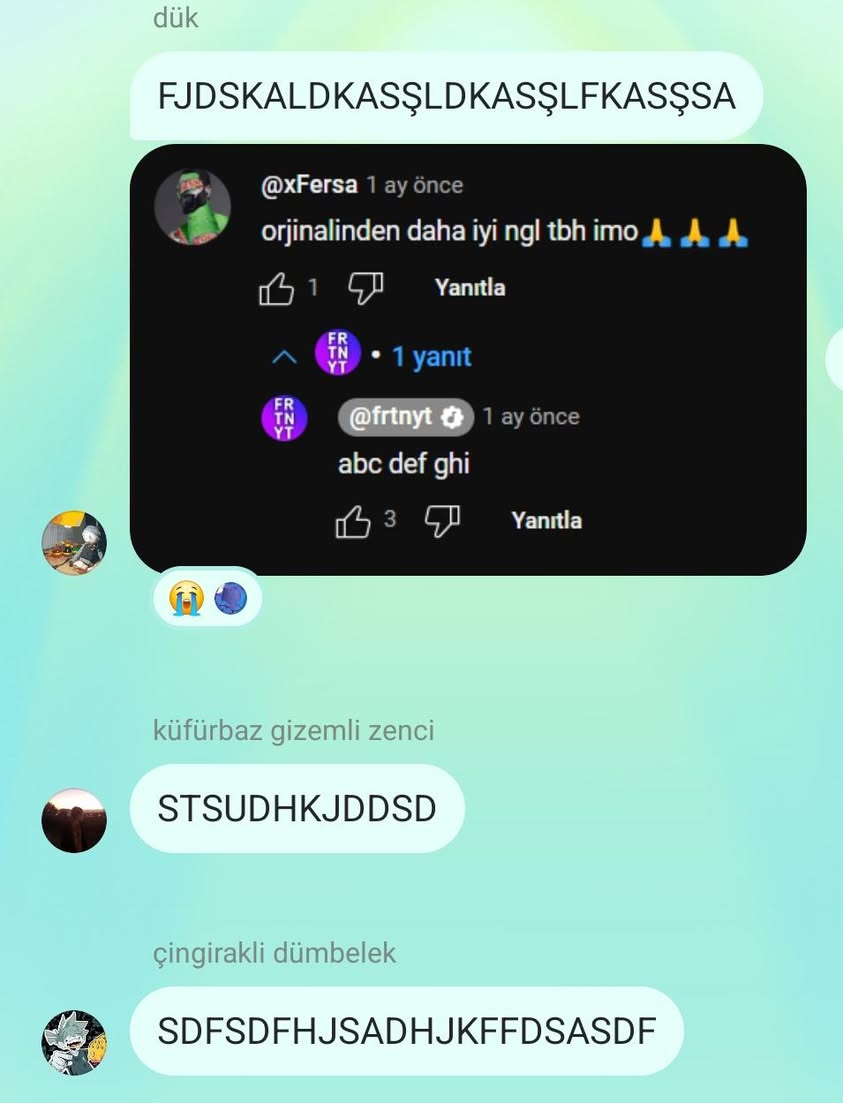 dük
FJDSKALDKASŞLDKASŞLFKASŞSA
@xFersa 1 ay önce
orjinalinden daha iyi ngl tbh imo🙏🙏🙏
1 Yanıtla
FR
TN
YT
• 1 yanıt
FR
TN
YT
@frtnyt 1 ay önce
abc def ghi
3 Yanıtla
😭
küfürbaz gizemli zenci
STSUDHKJDDSD
çingirakli dümbelek
SDFSDFHJSADHJKFFDSASDF